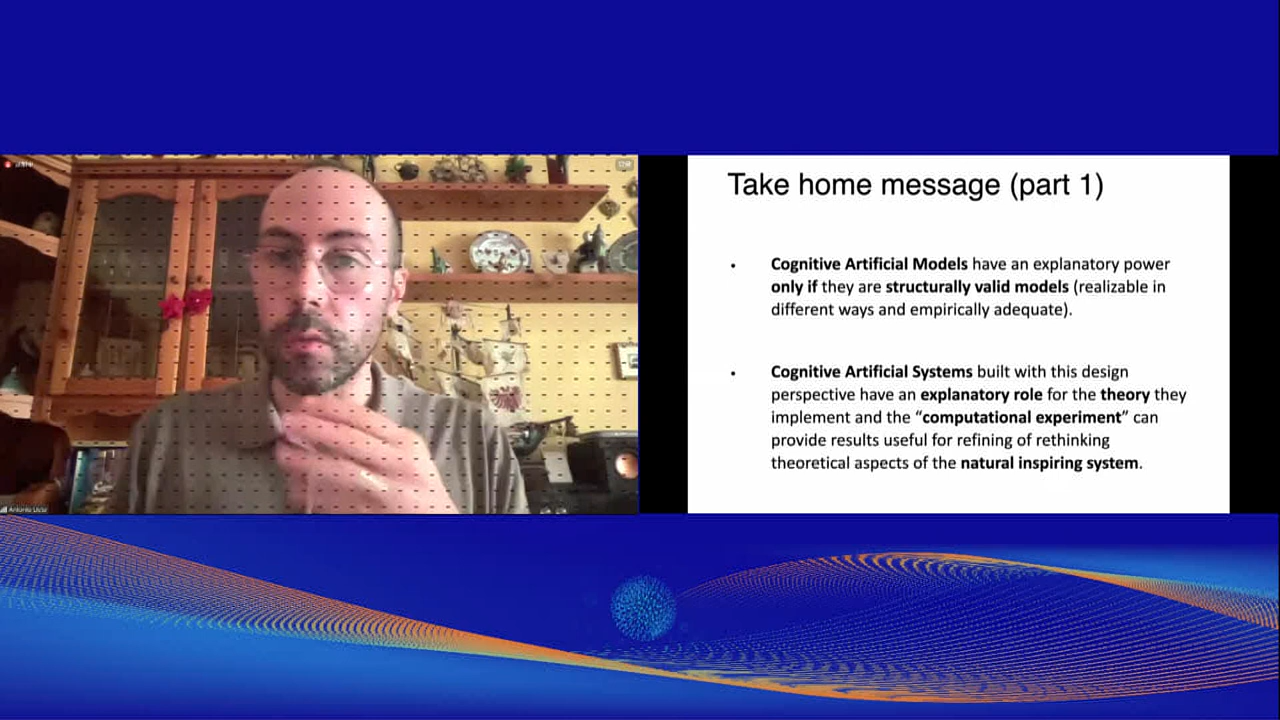 Take home message (part 1)
• Cognitive Artificial Models have an explanatory power
only if they are structurally valid models (realizable in
different ways and empirically adequate).
• Cognitive Artificial Systems built with this design
perspective have an explanatory role for the theory they
implement and the “computational experiment” can
provide results useful for refining of rethinking
theoretical aspects of the natural inspiring system.